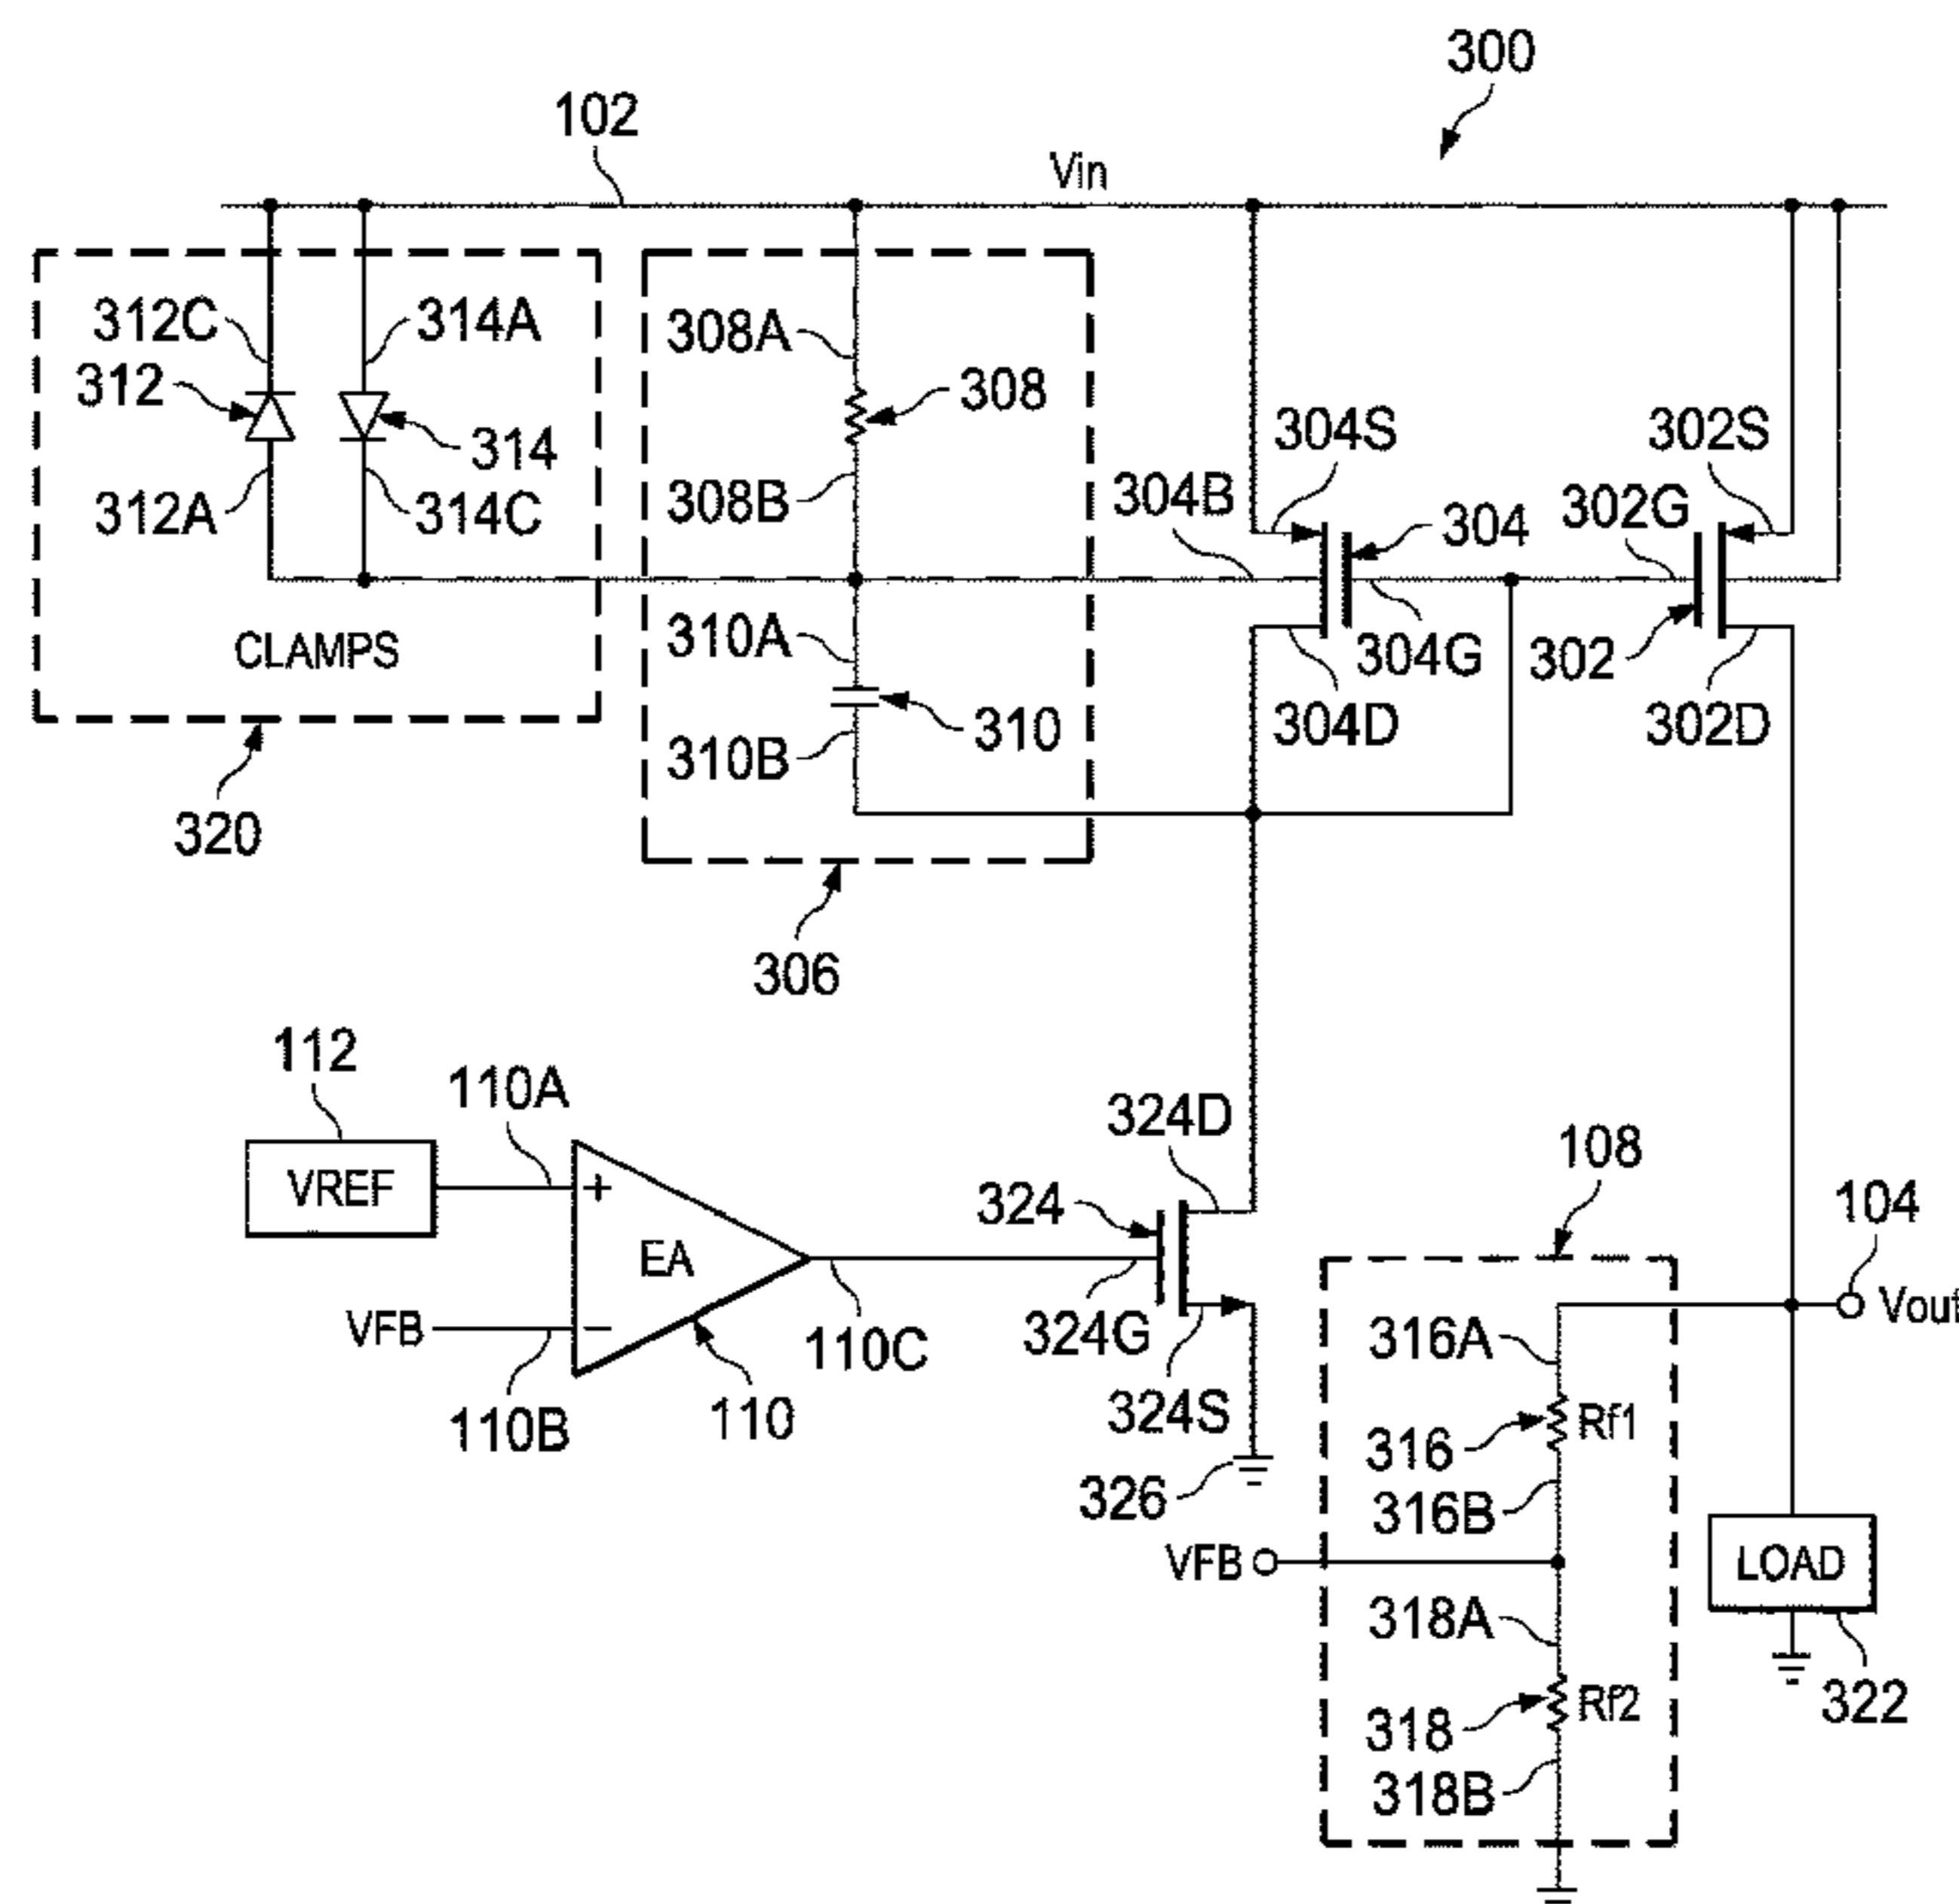 300
102
Vin
312C
314A
308A
312
308
314
304S
302S
312A
314C
308B
304B
304
302G
CLAMPS
310A
304G
302
310
304D
302D
310B
320
306
112
110A
324D
108
VREF
+
324
104
EA
VFB
−
110C
324G
Vout
316A
110B
110
324S
316
Rf1
326
316B
VFB
LOAD
318A
318
Rf2
322
318B